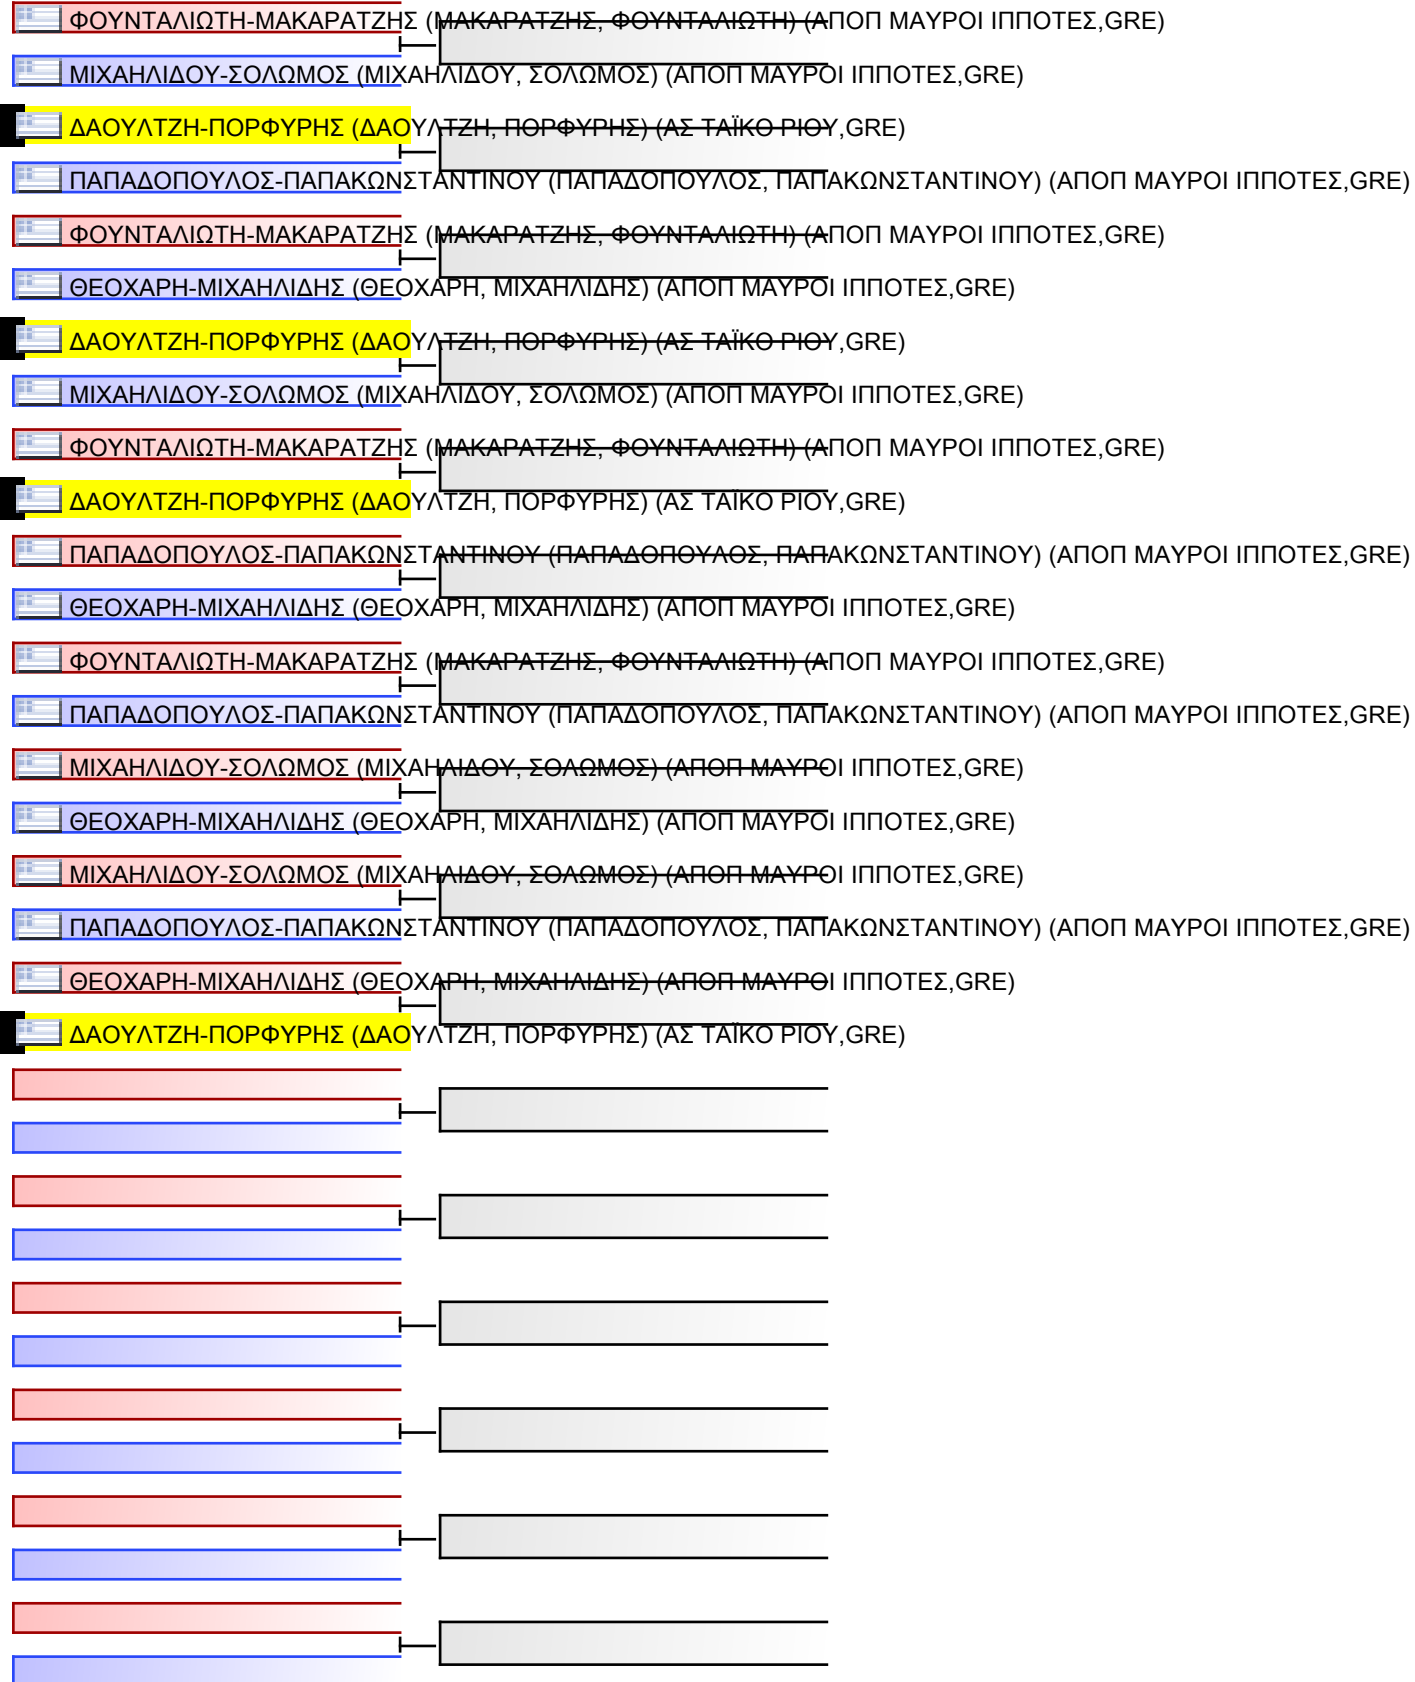 ΦΟΥΝΤΑΛΙΩΤΗ-ΜΑΚΑΡΑΤΖΗΣ (ΜΑΚΑΡΑΤΖΗΣ, ΦΟΥΝΤΑΛΙΩΤΗ) (ΑΠΟΠ ΜΑΥΡΟΙ ΙΠΠΟΤΕΣ,GRE)
ΜΙΧΑΗΛΙΔΟΥ-ΣΟΛΩΜΟΣ (ΜΙΧΑΗΛΙΔΟΥ, ΣΟΛΩΜΟΣ) (ΑΠΟΠ ΜΑΥΡΟΙ ΙΠΠΟΤΕΣ,GRE)
ΔΑΟΥΛΤΖΗ-ΠΟΡΦΥΡΗΣ (ΔΑΟΥΛΤΖΗ, ΠΟΡΦΥΡΗΣ) (ΑΣ ΤΑΪΚΟ ΡΙΟΥ,GRE)
ΠΑΠΑΔΟΠΟΥΛΟΣ-ΠΑΠΑΚΩΝΣΤΑΝΤΙΝΟΥ (ΠΑΠΑΔΟΠΟΥΛΟΣ, ΠΑΠΑΚΩΝΣΤΑΝΤΙΝΟΥ) (ΑΠΟΠ ΜΑΥΡΟΙ ΙΠΠΟΤΕΣ,GRE)
ΦΟΥΝΤΑΛΙΩΤΗ-ΜΑΚΑΡΑΤΖΗΣ (ΜΑΚΑΡΑΤΖΗΣ, ΦΟΥΝΤΑΛΙΩΤΗ) (ΑΠΟΠ ΜΑΥΡΟΙ ΙΠΠΟΤΕΣ,GRE)
ΘΕΟΧΑΡΗ-ΜΙΧΑΗΛΙΔΗΣ (ΘΕΟΧΑΡΗ, ΜΙΧΑΗΛΙΔΗΣ) (ΑΠΟΠ ΜΑΥΡΟΙ ΙΠΠΟΤΕΣ,GRE)
ΔΑΟΥΛΤΖΗ-ΠΟΡΦΥΡΗΣ (ΔΑΟΥΛΤΖΗ, ΠΟΡΦΥΡΗΣ) (ΑΣ ΤΑΪΚΟ ΡΙΟΥ,GRE)
ΜΙΧΑΗΛΙΔΟΥ-ΣΟΛΩΜΟΣ (ΜΙΧΑΗΛΙΔΟΥ, ΣΟΛΩΜΟΣ) (ΑΠΟΠ ΜΑΥΡΟΙ ΙΠΠΟΤΕΣ,GRE)
ΦΟΥΝΤΑΛΙΩΤΗ-ΜΑΚΑΡΑΤΖΗΣ (ΜΑΚΑΡΑΤΖΗΣ, ΦΟΥΝΤΑΛΙΩΤΗ) (ΑΠΟΠ ΜΑΥΡΟΙ ΙΠΠΟΤΕΣ,GRE)
ΔΑΟΥΛΤΖΗ-ΠΟΡΦΥΡΗΣ (ΔΑΟΥΛΤΖΗ, ΠΟΡΦΥΡΗΣ) (ΑΣ ΤΑΪΚΟ ΡΙΟΥ,GRE)
ΠΑΠΑΔΟΠΟΥΛΟΣ-ΠΑΠΑΚΩΝΣΤΑΝΤΙΝΟΥ (ΠΑΠΑΔΟΠΟΥΛΟΣ, ΠΑΠΑΚΩΝΣΤΑΝΤΙΝΟΥ) (ΑΠΟΠ ΜΑΥΡΟΙ ΙΠΠΟΤΕΣ,GRE)
ΘΕΟΧΑΡΗ-ΜΙΧΑΗΛΙΔΗΣ (ΘΕΟΧΑΡΗ, ΜΙΧΑΗΛΙΔΗΣ) (ΑΠΟΠ ΜΑΥΡΟΙ ΙΠΠΟΤΕΣ,GRE)
ΦΟΥΝΤΑΛΙΩΤΗ-ΜΑΚΑΡΑΤΖΗΣ (ΜΑΚΑΡΑΤΖΗΣ, ΦΟΥΝΤΑΛΙΩΤΗ) (ΑΠΟΠ ΜΑΥΡΟΙ ΙΠΠΟΤΕΣ,GRE)
ΠΑΠΑΔΟΠΟΥΛΟΣ-ΠΑΠΑΚΩΝΣΤΑΝΤΙΝΟΥ (ΠΑΠΑΔΟΠΟΥΛΟΣ, ΠΑΠΑΚΩΝΣΤΑΝΤΙΝΟΥ) (ΑΠΟΠ ΜΑΥΡΟΙ ΙΠΠΟΤΕΣ,GRE)
ΜΙΧΑΗΛΙΔΟΥ-ΣΟΛΩΜΟΣ (ΜΙΧΑΗΛΙΔΟΥ, ΣΟΛΩΜΟΣ) (ΑΠΟΠ ΜΑΥΡΟΙ ΙΠΠΟΤΕΣ,GRE)
ΘΕΟΧΑΡΗ-ΜΙΧΑΗΛΙΔΗΣ (ΘΕΟΧΑΡΗ, ΜΙΧΑΗΛΙΔΗΣ) (ΑΠΟΠ ΜΑΥΡΟΙ ΙΠΠΟΤΕΣ,GRE)
ΜΙΧΑΗΛΙΔΟΥ-ΣΟΛΩΜΟΣ (ΜΙΧΑΗΛΙΔΟΥ, ΣΟΛΩΜΟΣ) (ΑΠΟΠ ΜΑΥΡΟΙ ΙΠΠΟΤΕΣ,GRE)
ΠΑΠΑΔΟΠΟΥΛΟΣ-ΠΑΠΑΚΩΝΣΤΑΝΤΙΝΟΥ (ΠΑΠΑΔΟΠΟΥΛΟΣ, ΠΑΠΑΚΩΝΣΤΑΝΤΙΝΟΥ) (ΑΠΟΠ ΜΑΥΡΟΙ ΙΠΠΟΤΕΣ,GRE)
ΘΕΟΧΑΡΗ-ΜΙΧΑΗΛΙΔΗΣ (ΘΕΟΧΑΡΗ, ΜΙΧΑΗΛΙΔΗΣ) (ΑΠΟΠ ΜΑΥΡΟΙ ΙΠΠΟΤΕΣ,GRE)
ΔΑΟΥΛΤΖΗ-ΠΟΡΦΥΡΗΣ (ΔΑΟΥΛΤΖΗ, ΠΟΡΦΥΡΗΣ) (ΑΣ ΤΑΪΚΟ ΡΙΟΥ,GRE)